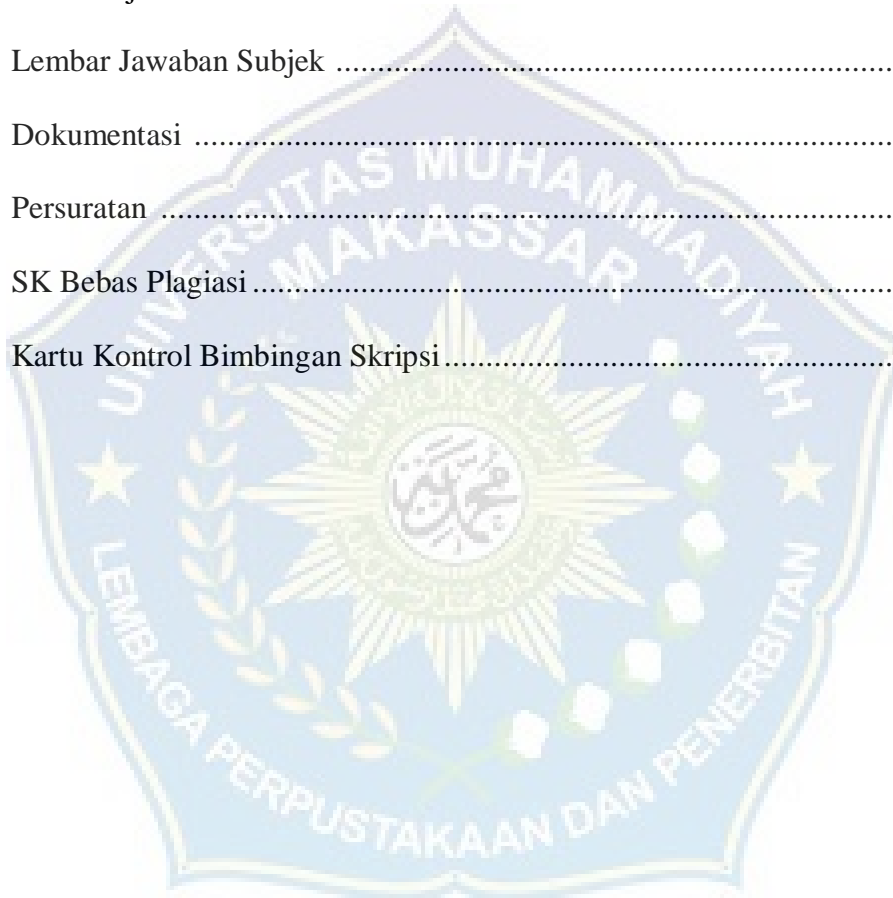 Lembar Jawaban Subjek ..........................................................................
Dokumentasi ..........................................................................................
Persuratan ..............................................................................................
SK Bebas Plagiasi ..................................................................................
Kartu Kontrol Bimbingan Skripsi ..........................................................
UNIVERSITAS MUHAMMADIYAH
MAKASSAR
محمدية
LEMBAGA PERPUSTAKAAN DAN PENERBITAN